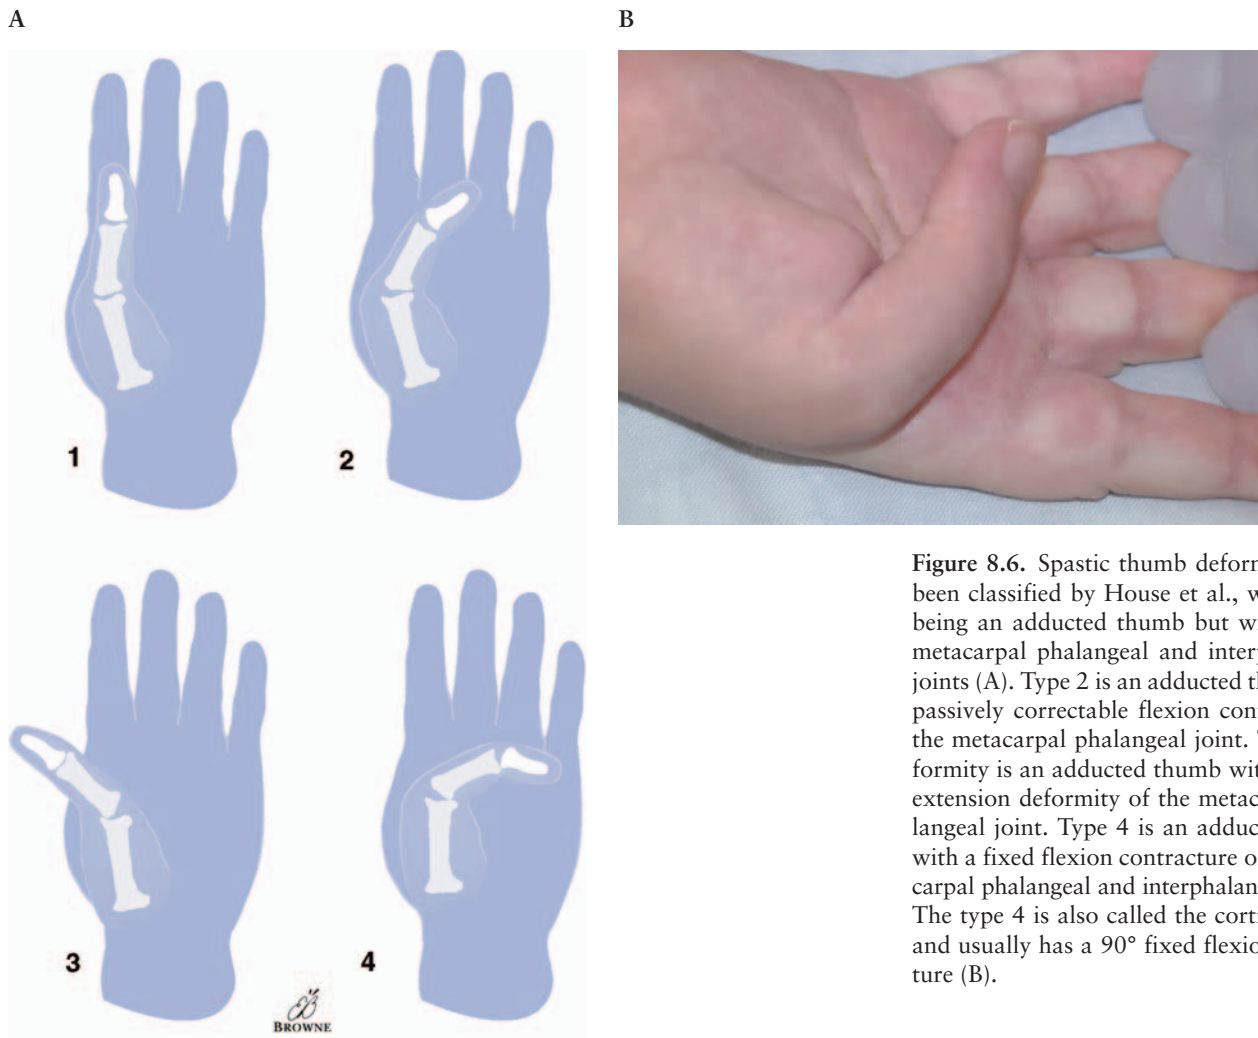 A
B
1
2
3
4
BROWNE
Figure 8.6. Spastic thumb deform
been classified by House et al., w
being an adducted thumb but wi
metacarpal phalangeal and interp
joints (A). Type 2 is an adducted th
passively correctable flexion cont
the metacarpal phalangeal joint. T
formity is an adducted thumb with
extension deformity of the metac
langeal joint. Type 4 is an adduc
with a fixed flexion contracture o
carpal phalangeal and interphalan
The type 4 is also called the corti
and usually has a 90° fixed flexio
ture (B).